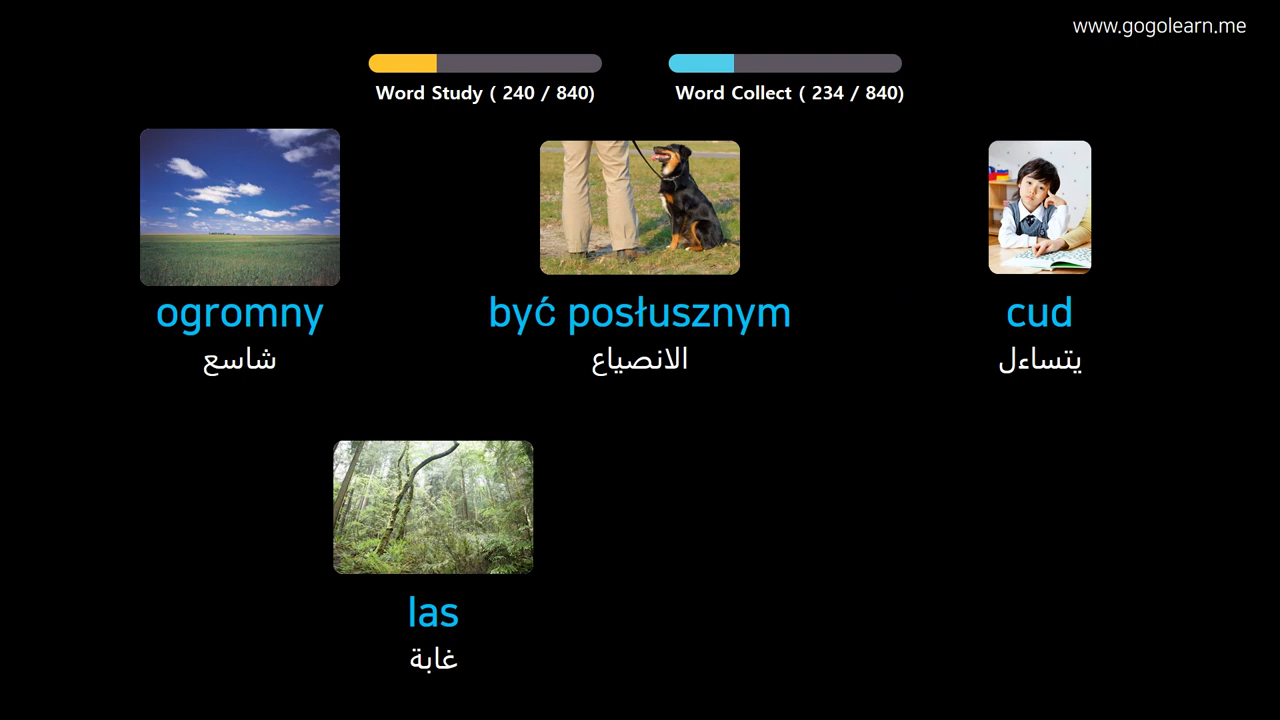 www.gogolearn.me
Word Study ( 240 / 840)
Word Collect ( 234 / 840)
ogromny
شاسع
być posłusznym
الانصياع
cud
يتساءل
las
غابة